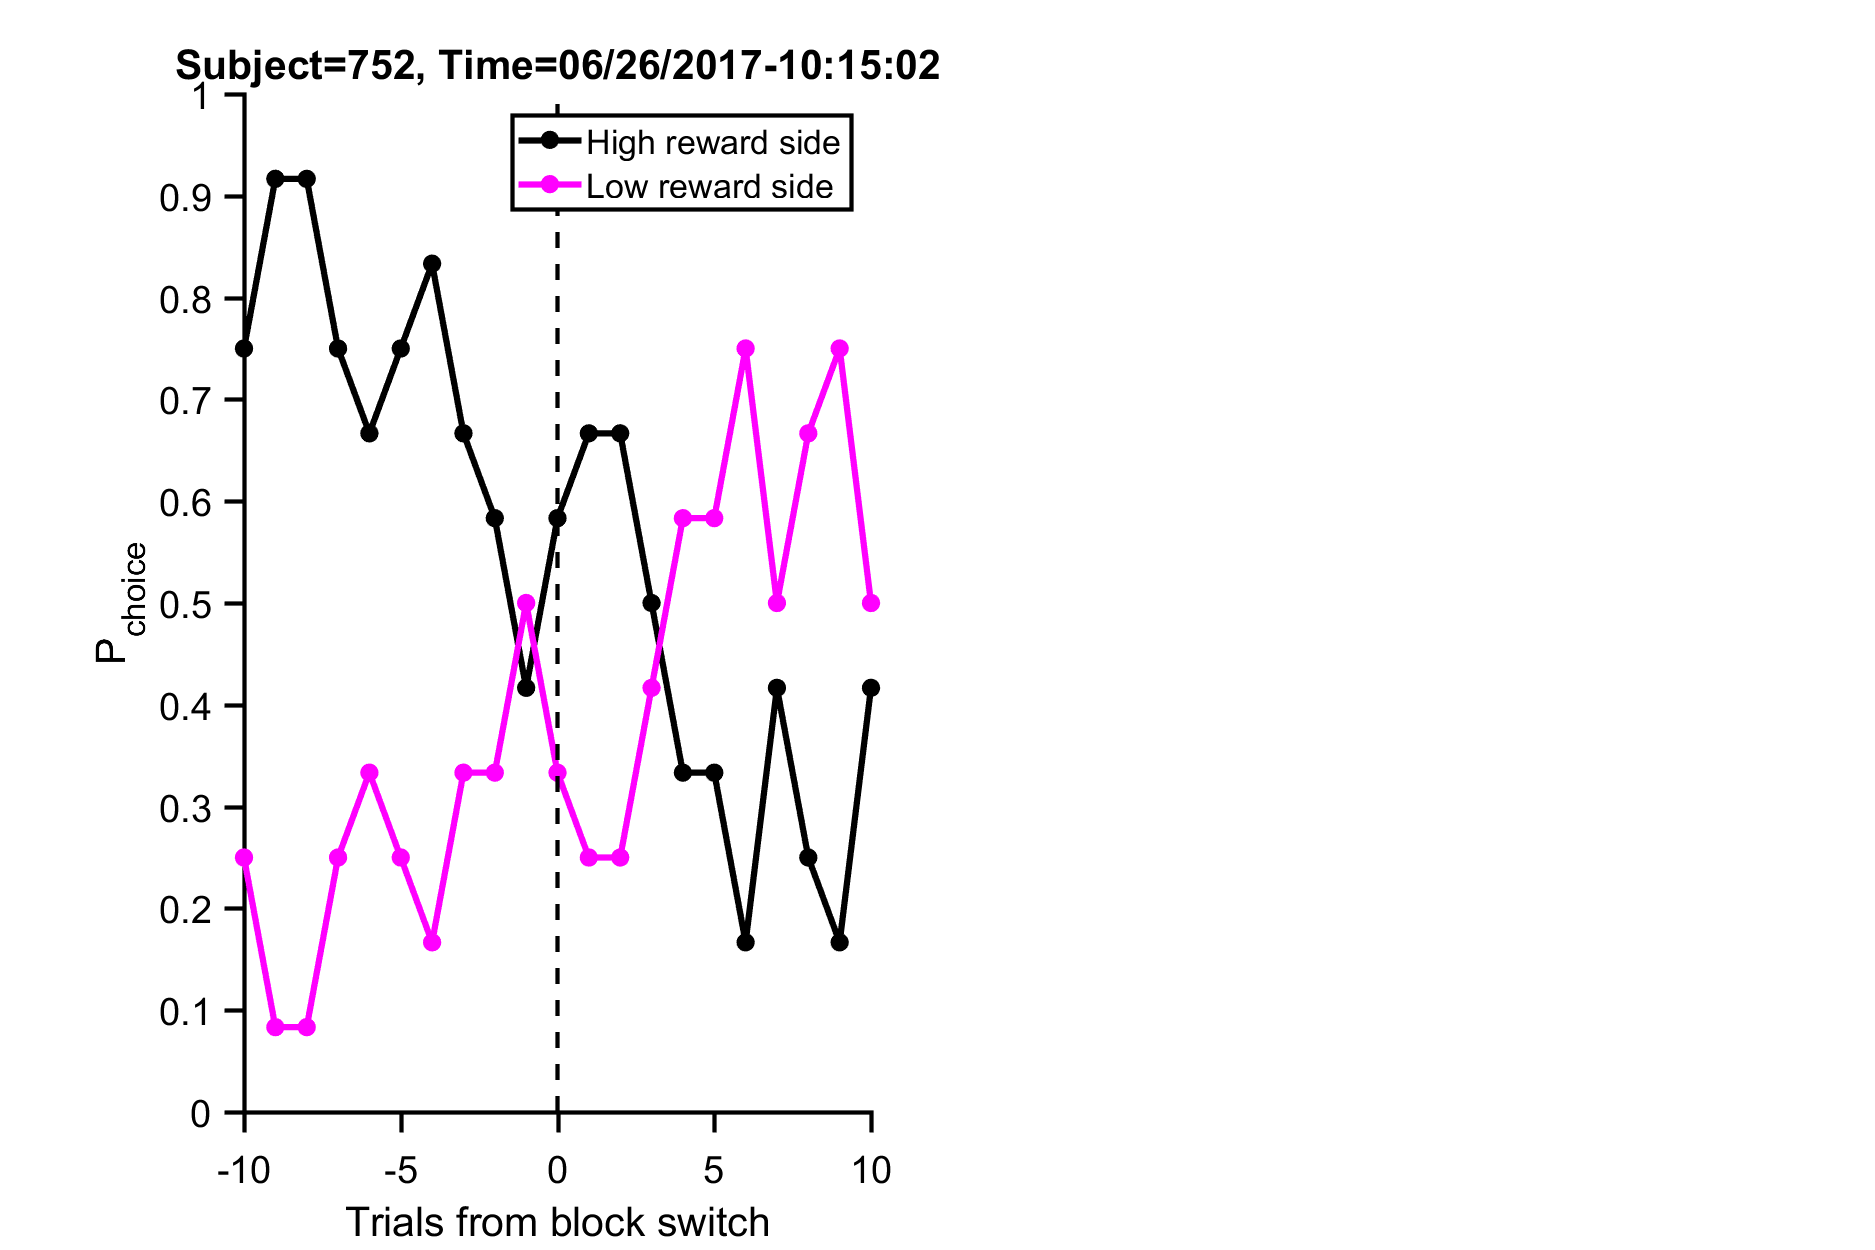 Subject=752, Time=06/26/2017-10:15:02
High reward side
Low reward side
1
0.9
0.8
0.7
0.6
0.5
0.4
0.3
0.2
0.1
0
P choice
-10 -5 0 5 10
Trials from block switch